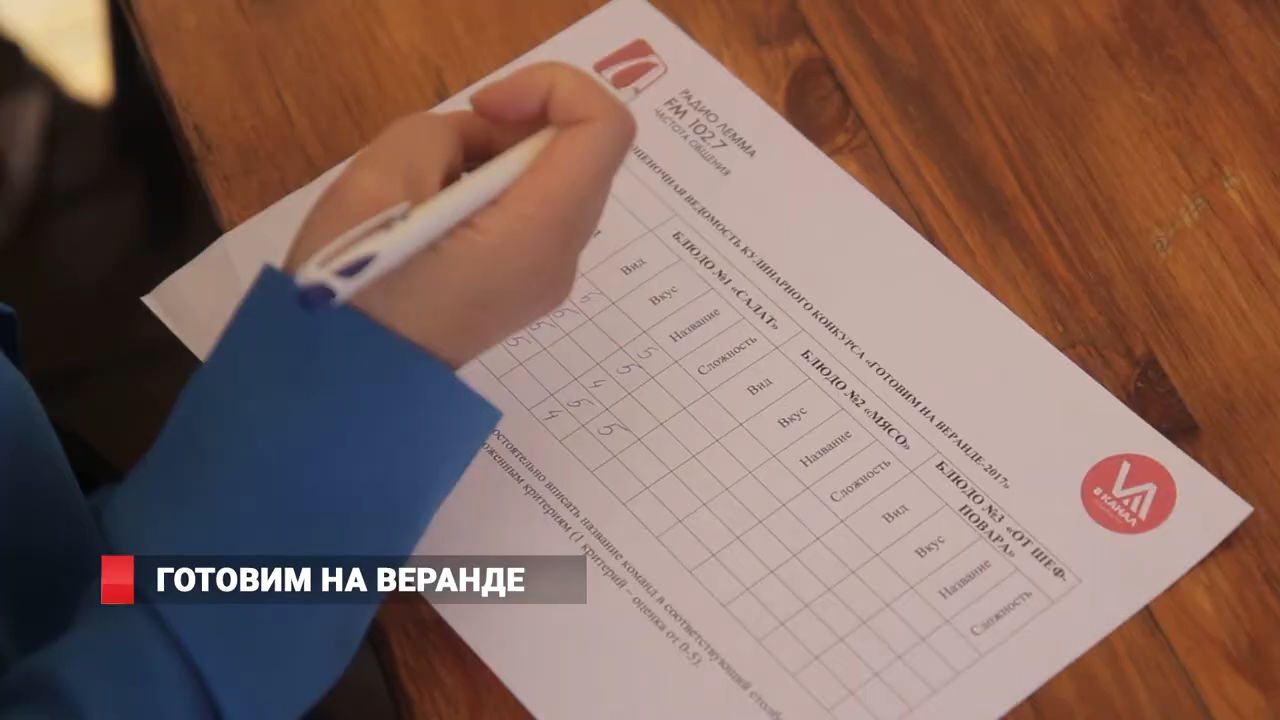 РАДИО ЛЕММА
FM 102,7
ЧАСТОТА ОБЩЕНИЯ
ОЦЕНОЧНАЯ ВЕДОМОСТЬ КУЛИНАРНОГО КОНКУРСА «ГОТОВИМ НА ВЕРАНДЕ-2017»
БЛЮДО №1 «САЛАТ»
БЛЮДО №2 «МЯСО»
БЛЮДО №3 «ОТ ШЕФ-
ПОВАРА»
Вид
Вкус
Название
Сложность
Вид
Вкус
Название
Сложность
Вид
Вкус
Название
Сложность
5 5
5 5 5
4 5 5
4
вписать название команд в соответствующий
критериям (1 критерий – оценка от 0-5).
8 КАНАЛ
ГОТОВИМ НА ВЕРАНДЕ